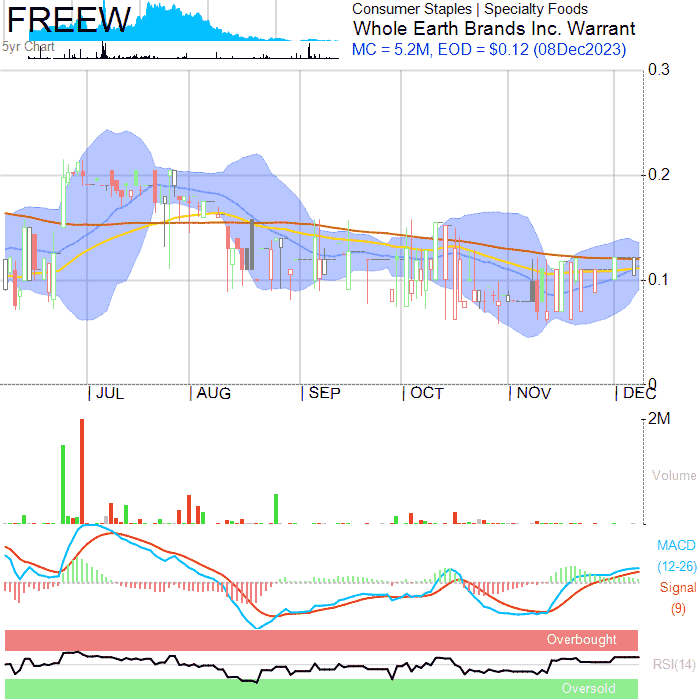 FREEW
5yr Chart
Consumer Staples | Specialty Foods
Whole Earth Brands Inc. Warrant
MC = 5.2M, EOD = $0.12 (08Dec2023)
0.3
0.2
0.1
0
JUL AUG SEP OCT NOV DEC
2M
Volume
MACD
(12-26)
Signal
(9)
Overbought
RSI(14)
Oversold